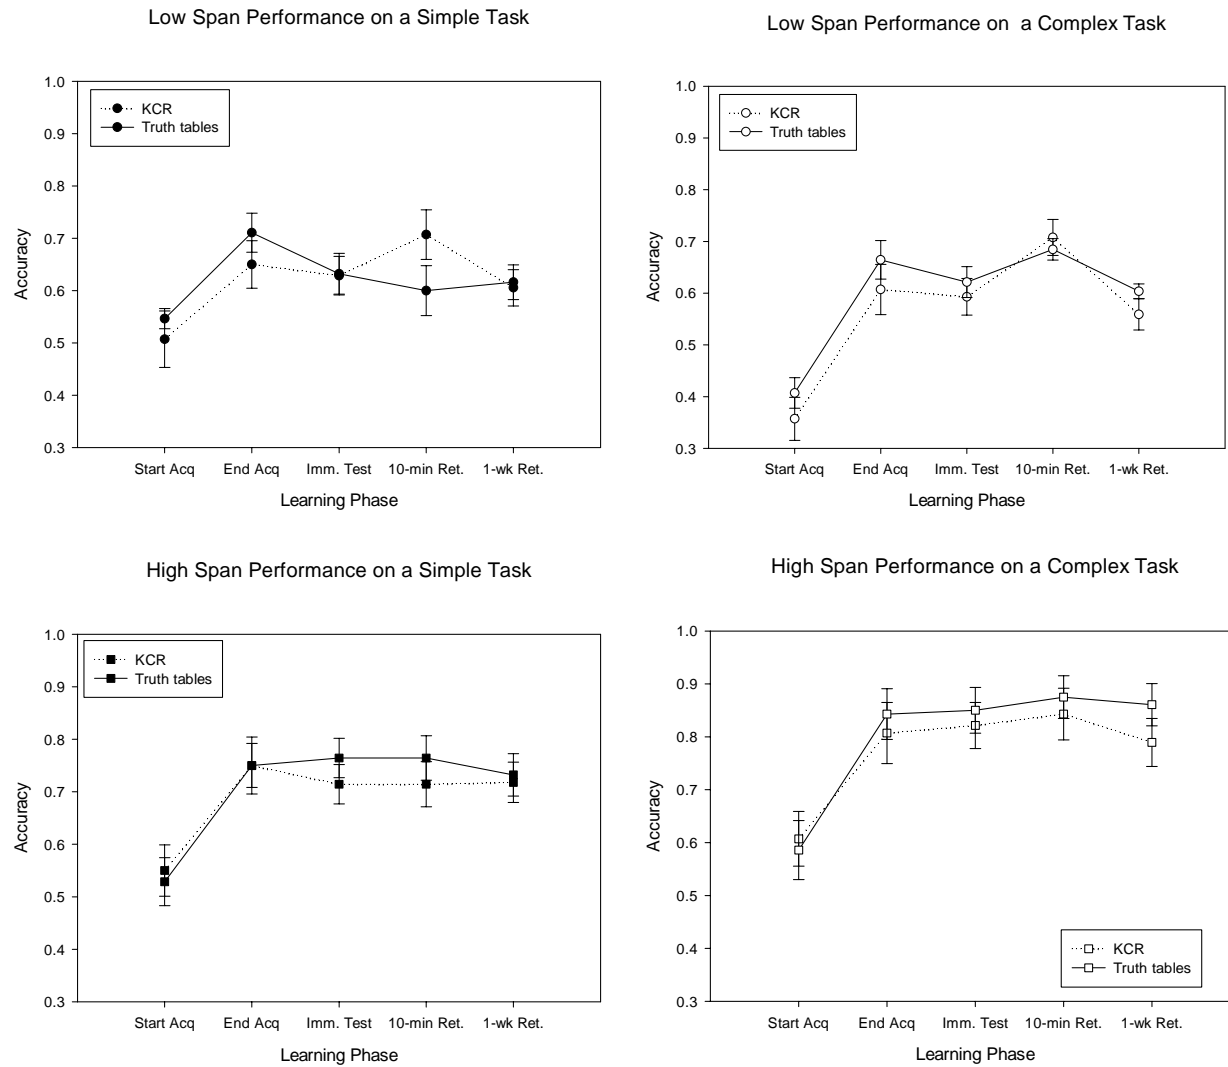 Low Span Performance on a Simple Task
1.0
0.9
0.8
0.7
0.6
0.5
0.4
0.3
Accuracy
KCR
Truth tables
Start Acq End Acq Imm. Test 10-min Ret. 1-wk Ret.
Learning Phase
Low Span Performance on a Complex Task
1.0
0.9
0.8
0.7
0.6
0.5
0.4
0.3
Accuracy
KCR
Truth tables
Start Acq End Acq Imm. Test 10-min Ret. 1-wk Ret.
Learning Phase
High Span Performance on a Simple Task
1.0
0.9
0.8
0.7
0.6
0.5
0.4
0.3
Accuracy
KCR
Truth tables
Start Acq End Acq Imm. Test 10-min Ret. 1-wk Ret.
Learning Phase
High Span Performance on a Complex Task
1.0
0.9
0.8
0.7
0.6
0.5
0.4
0.3
Accuracy
KCR
Truth tables
Start Acq End Acq Imm. Test 10-min Ret. 1-wk Ret.
Learning Phase